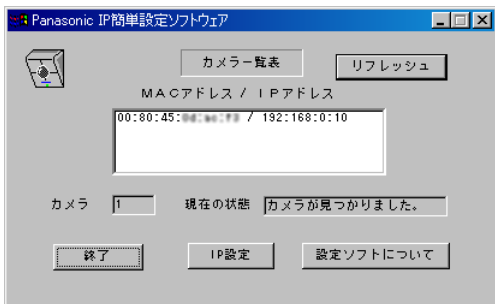 Panasonic IP簡単設定ソフトウェア
カメラ一覧表
リフレッシュ
MACアドレス / IPアドレス
00:80:45: / 192:168:0:10
カメラ 1 現在の状態 カメラが見つかりました。
終了 IP設定 設定ソフトについて